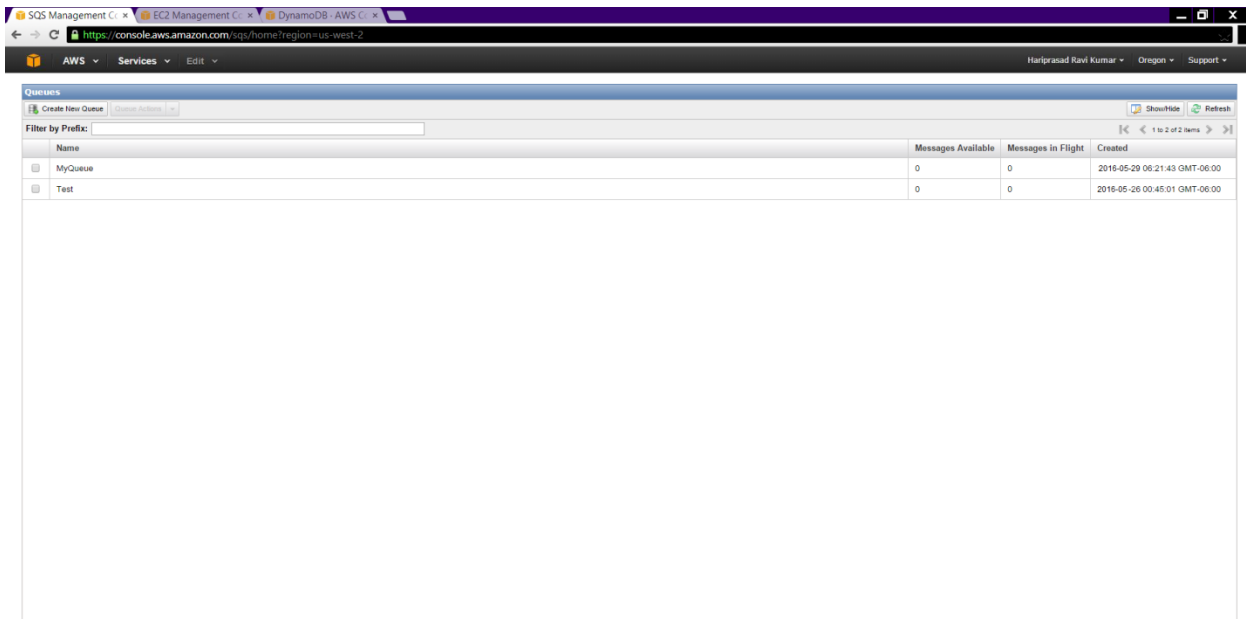 SQS Management Co
EC2 Management Co
DynamoDB - AWS Co
https://console.aws.amazon.com/sqs/home?region=us-west-2
AWS Services Edit Hariprasad Ravi Kumar Oregon Support
Queues
Create New Queue Queue Actions Show/Hide Refresh
Filter by Prefix: 1 to 2 of 2 items
Name Messages Available Messages in Flight Created
MyQueue 0 0 2016-05-29 06:21:43 GMT-06:00
Test 0 0 2016-05-26 00:45:01 GMT-06:00